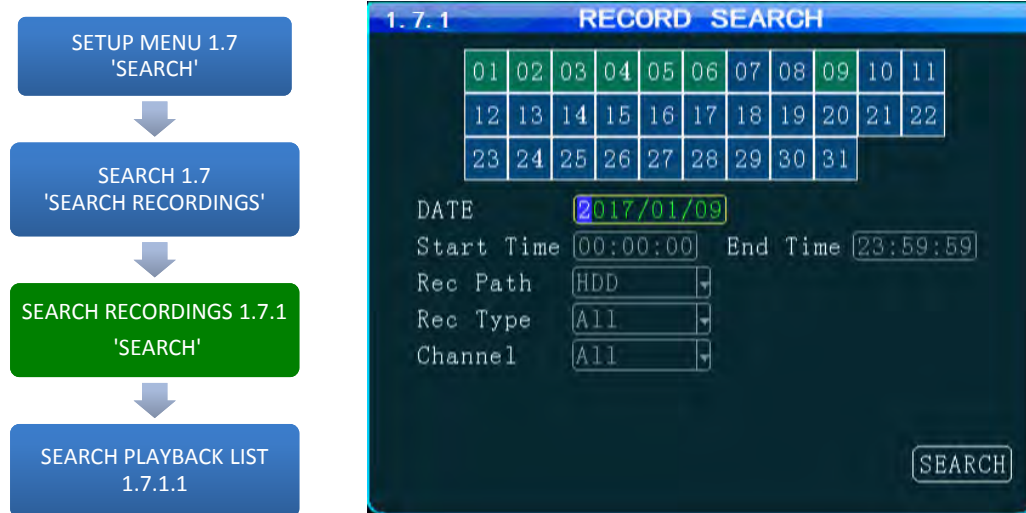 SETUP MENU 1.7
'SEARCH'
SEARCH 1.7
'SEARCH RECORDINGS'
SEARCH RECORDINGS 1.7.1
'SEARCH'
SEARCH PLAYBACK LIST
1.7.1.1
1.7.1 RECORD SEARCH
01 02 03 04 05 06 07 08 09 10 11
12 13 14 15 16 17 18 19 20 21 22
23 24 25 26 27 28 29 30 31
DATE 2017/01/09
Start Time 00:00:00 End Time 23:59:59
Rec Path HDD
Rec Type All
Channel All
SEARCH